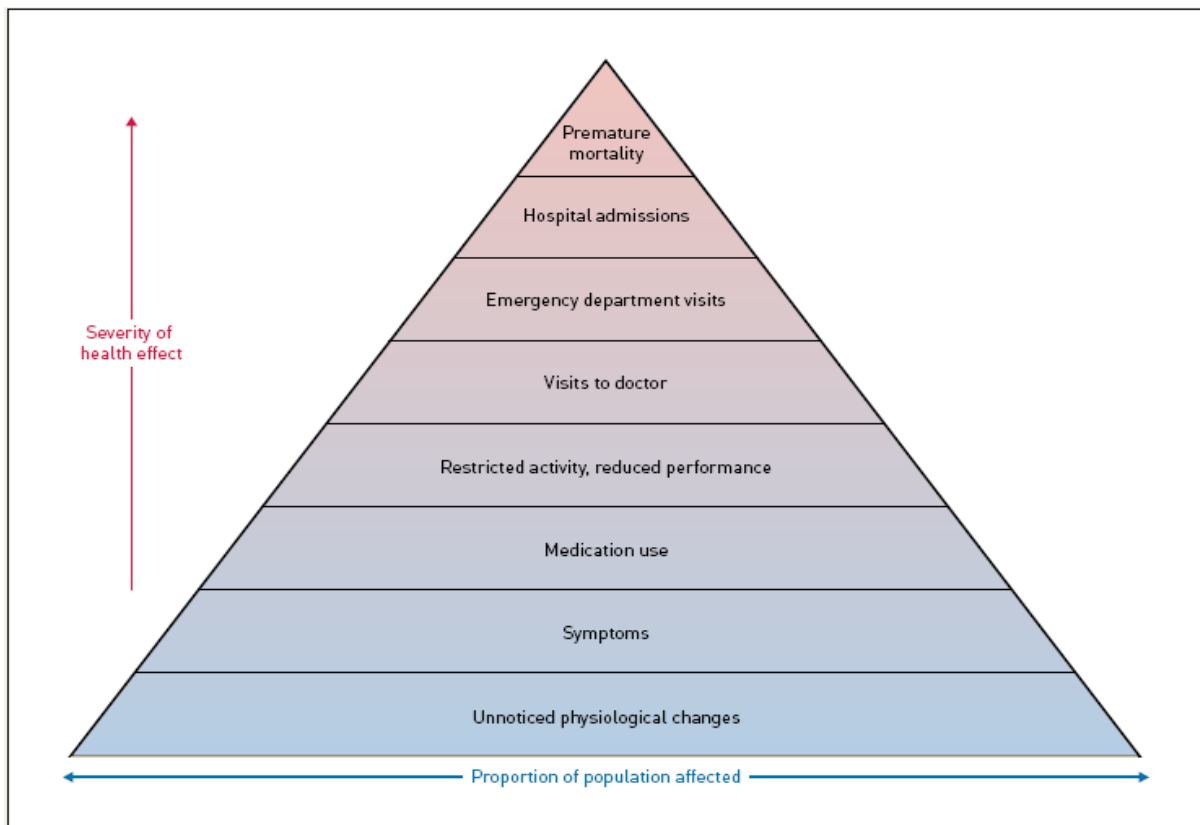 Premature
mortality
Hospital admissions
Emergency department visits
Severity of
health effect
Visits to doctor
Restricted activity, reduced performance
Medication use
Symptoms
Unnoticed physiological changes
Proportion of population affected